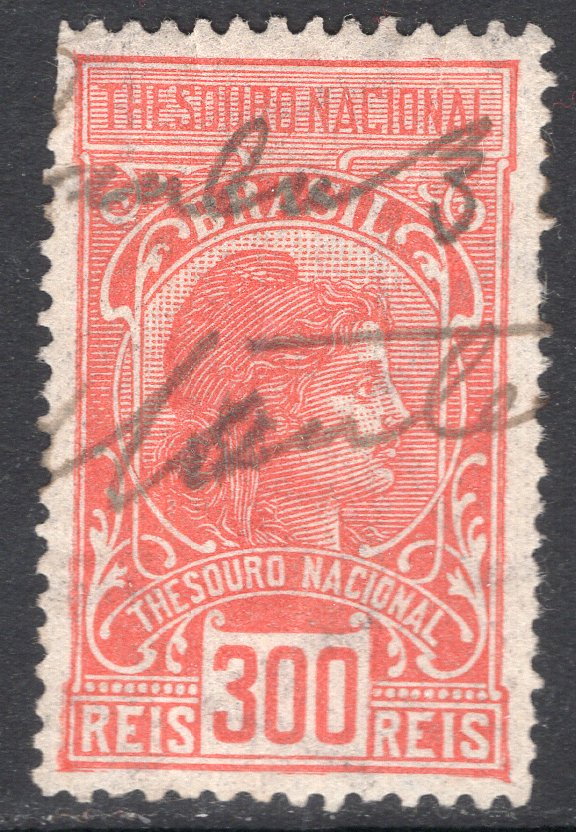 THESOURO NACIONAL
BRASIL
THESOURO NACIONAL
REIS 300 REIS